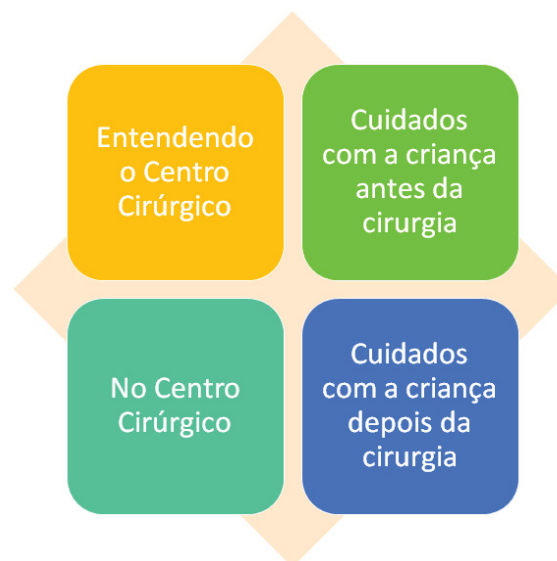 Entendendo
o Centro
Cirúrgico
Cuidados
com a criança
antes da
cirurgia
No Centro
Cirúrgico
Cuidados
com a criança
depois da
cirurgia